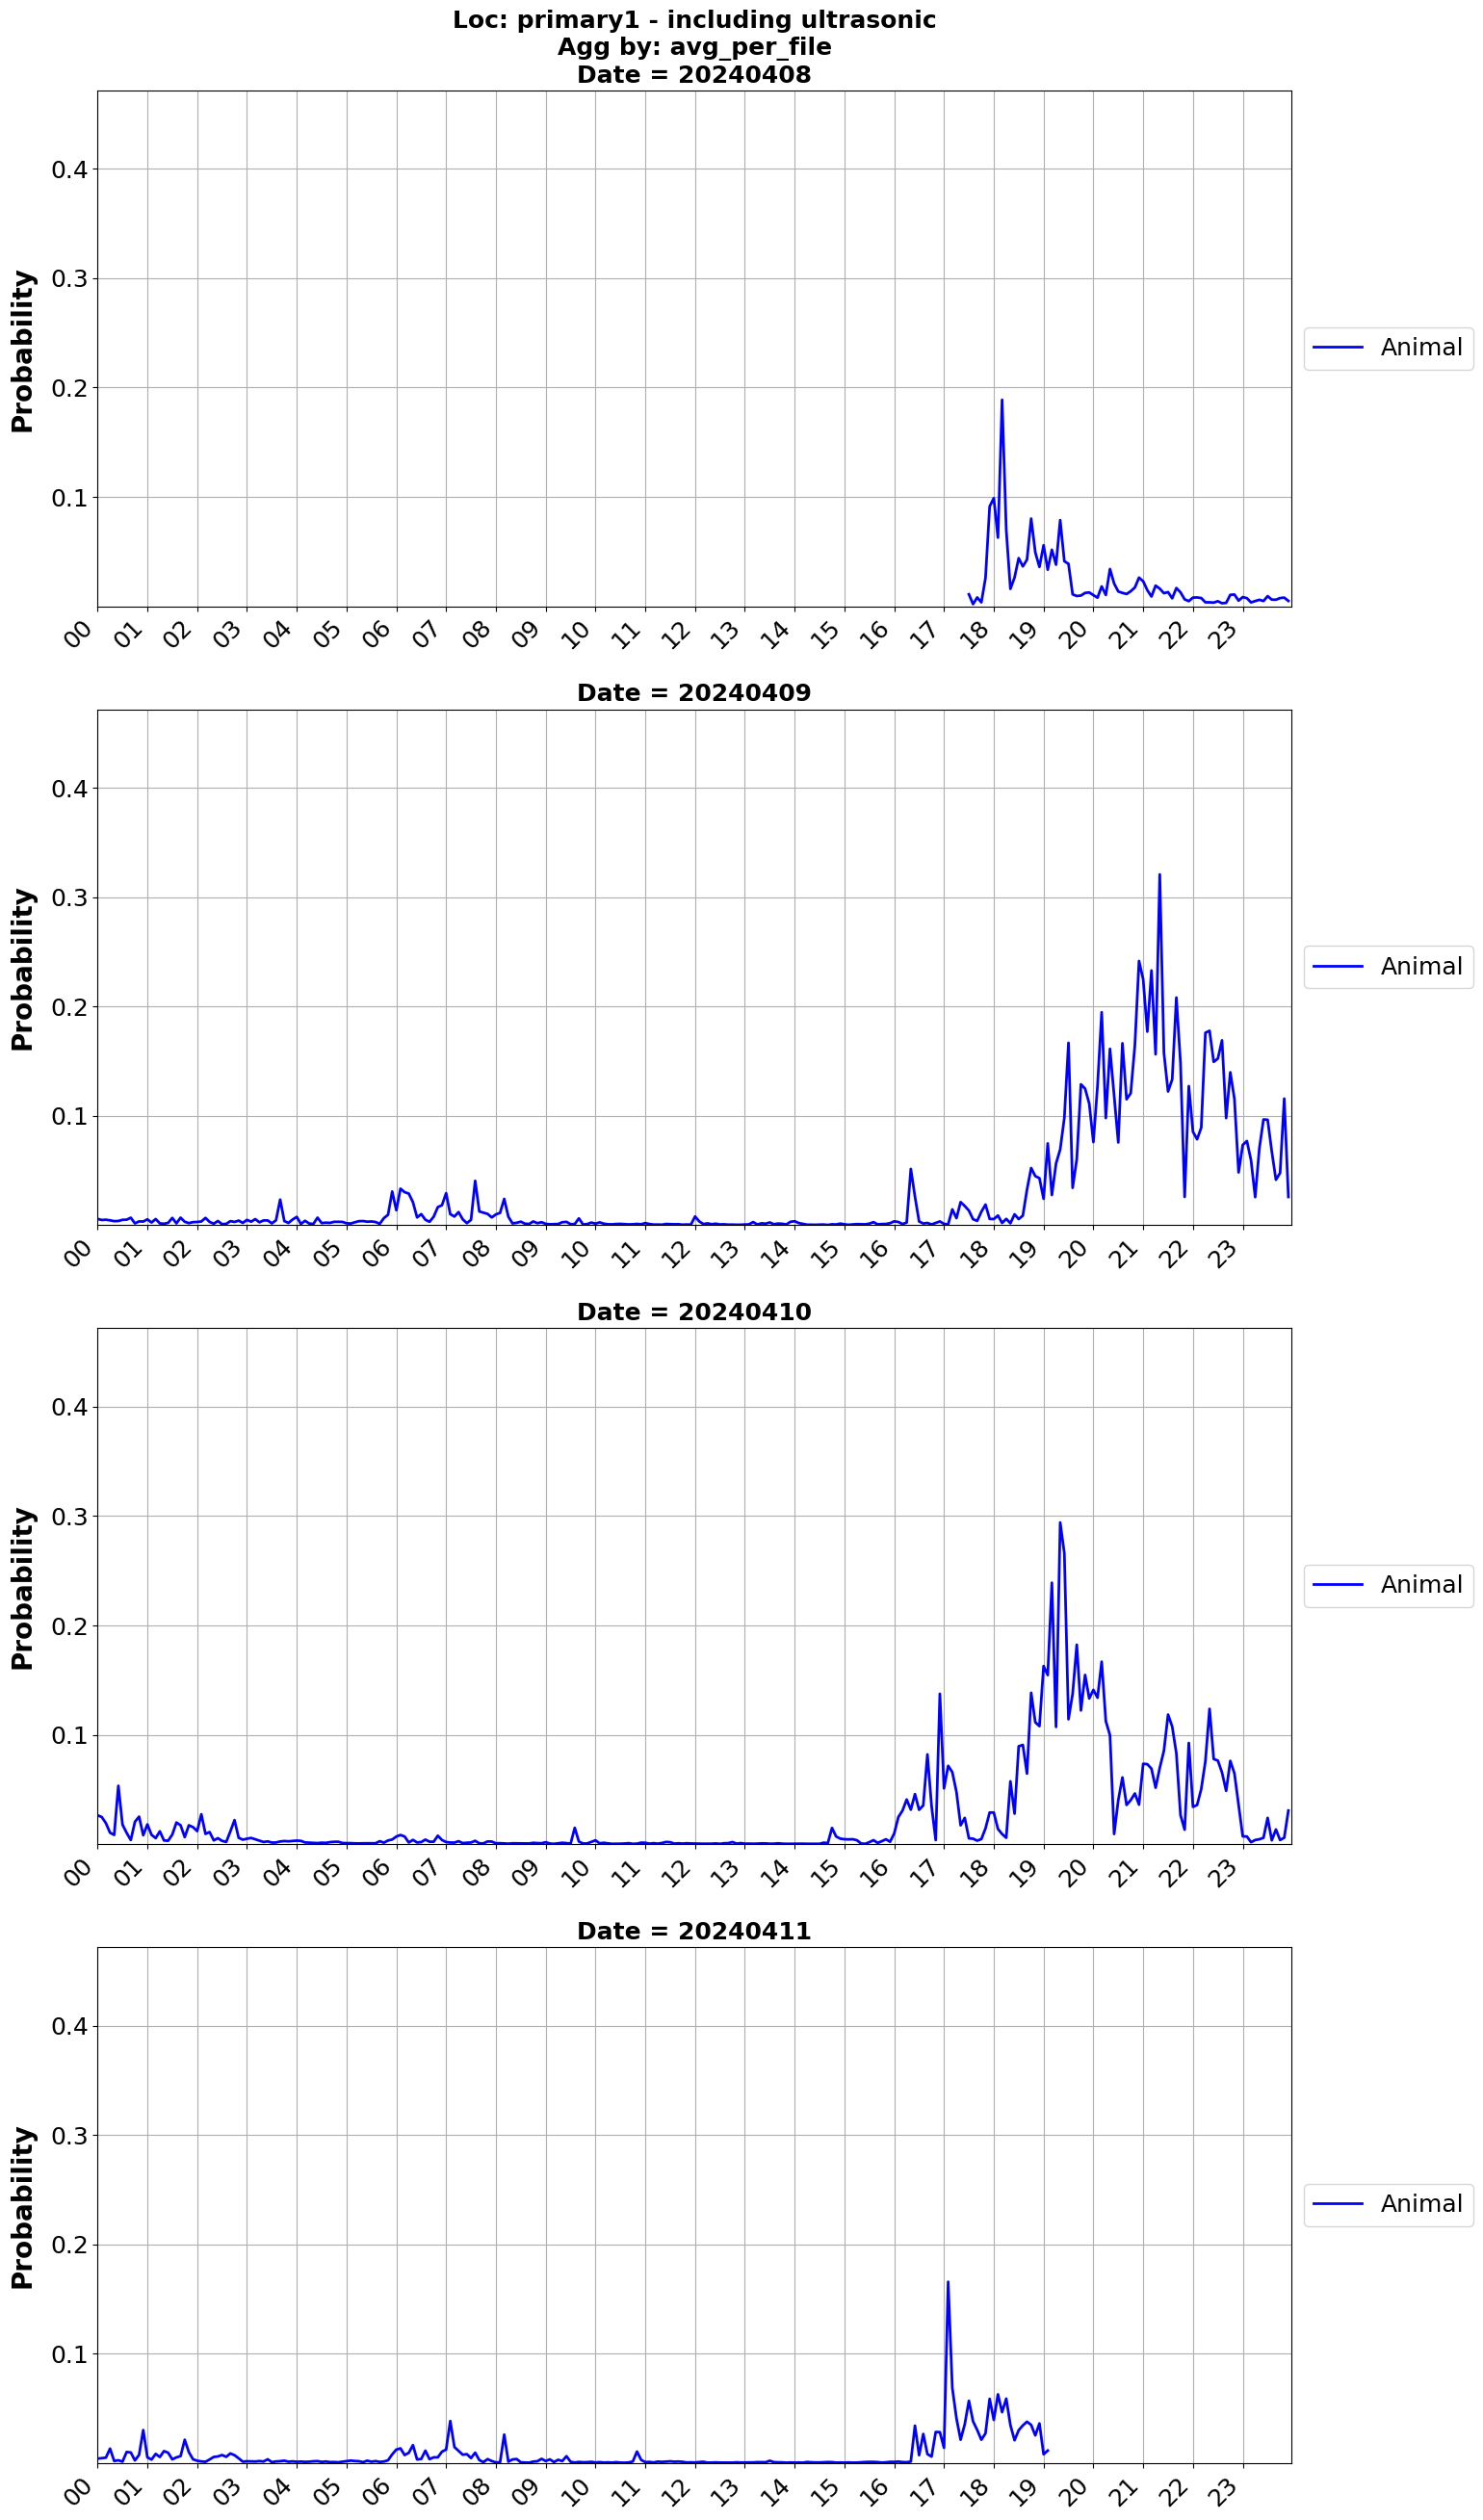 Loc: primary1 - including ultrasonic
Agg by: avg_per_file
Date = 20240408
Probability
0.4
0.3
0.2
0.1
00 01 02 03 04 05 06 07 08 09 10 11 12 13 14 15 16 17 18 19 20 21 22 23
Animal
Date = 20240409
Probability
0.4
0.3
0.2
0.1
00 01 02 03 04 05 06 07 08 09 10 11 12 13 14 15 16 17 18 19 20 21 22 23
Animal
Date = 20240410
Probability
0.4
0.3
0.2
0.1
00 01 02 03 04 05 06 07 08 09 10 11 12 13 14 15 16 17 18 19 20 21 22 23
Animal
Date = 20240411
Probability
0.4
0.3
0.2
0.1
00 01 02 03 04 05 06 07 08 09 10 11 12 13 14 15 16 17 18 19 20 21 22 23
Animal